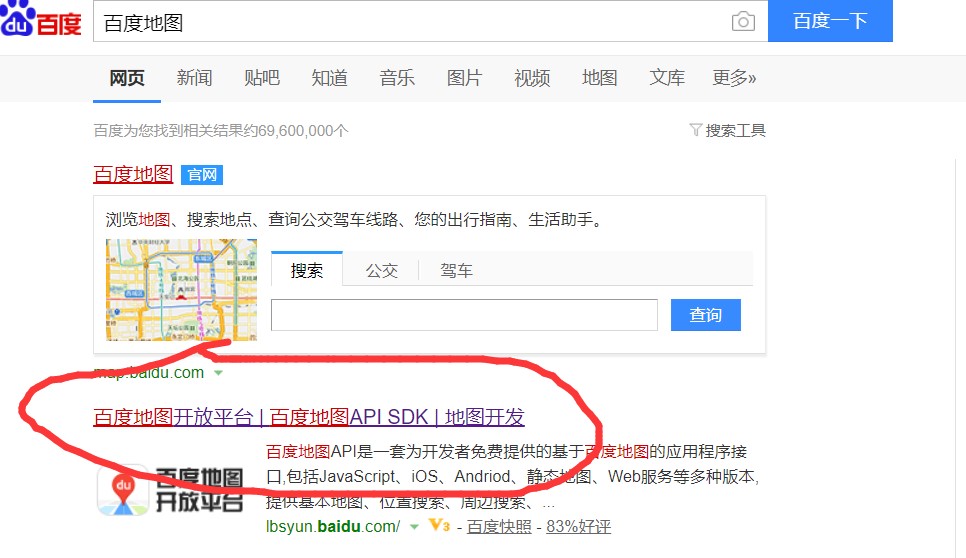 du 百度
百度地图
百度一下
网页 新闻 贴吧 知道 音乐 图片 视频 地图 文库 更多»
百度为您找到相关结果约69,600,000个
搜索工具
百度地图 官网
浏览地图、搜索地点、查询公交驾车线路、您的出行指南、生活助手。
搜索 公交 驾车
查询
map.baidu.com
百度地图开放平台 | 百度地图API SDK | 地图开发
百度地图API是一套为开发者免费提供的基于百度地图的应用程序接
口,包括JavaScript、iOS、Andriod、静态地图、Web服务等多种版本,
提供基本地图、位置搜索、周边搜索、...
du 百度地图
开放平台
lbsyun.baidu.com/ V3 - 百度快照 - 83%好评